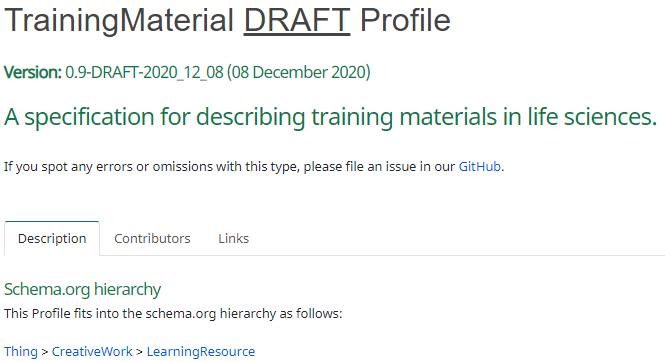 TrainingMaterial DRAFT Profile
Version: 0.9-DRAFT-2020_12_08 (08 December 2020)
A specification for describing training materials in life sciences.
If you spot any errors or omissions with this type, please file an issue in our GitHub.
Description Contributors Links
Schema.org hierarchy
This Profile fits into the schema.org hierarchy as follows:
Thing > CreativeWork > LearningResource